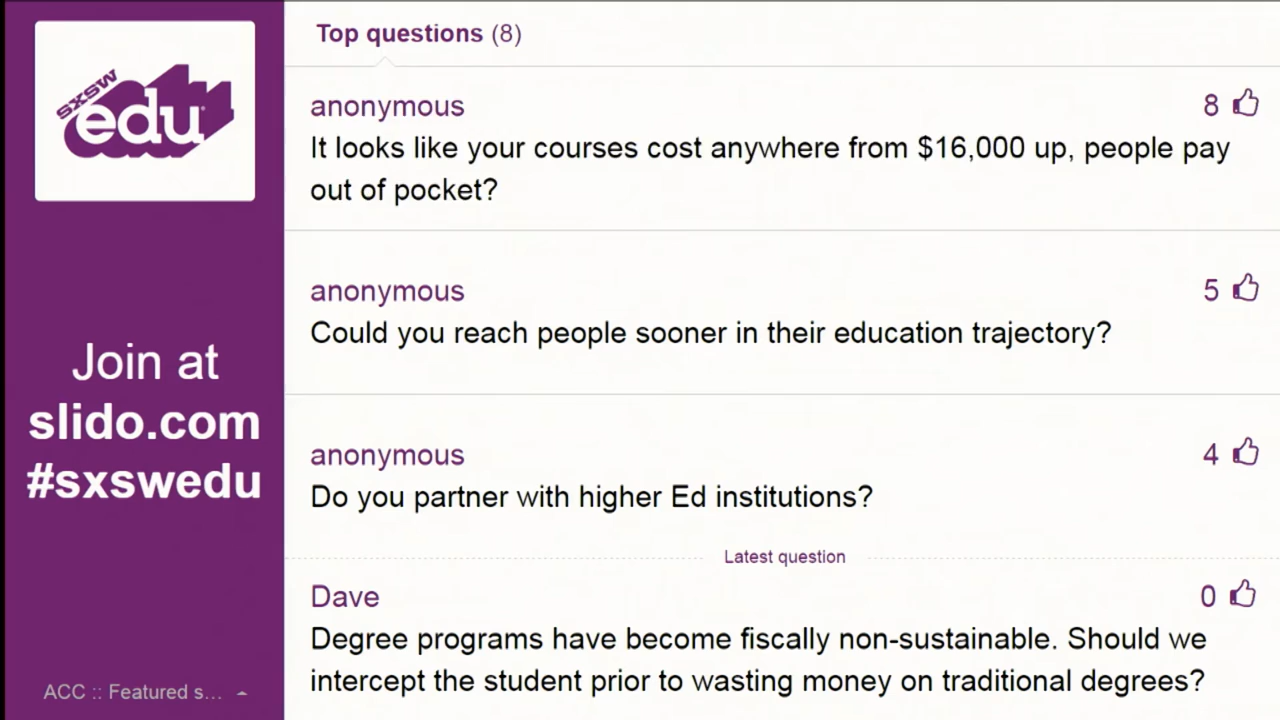 Top questions (8)
sxsw
edu
anonymous
8
It looks like your courses cost anywhere from $16,000 up, people pay
out of pocket?
anonymous
5
Could you reach people sooner in their education trajectory?
Join at
slido.com
#sxswedu
anonymous
4
Do you partner with higher Ed institutions?
Latest question
Dave
0
Degree programs have become fiscally non-sustainable. Should we
intercept the student prior to wasting money on traditional degrees?
ACC :: Featured s...